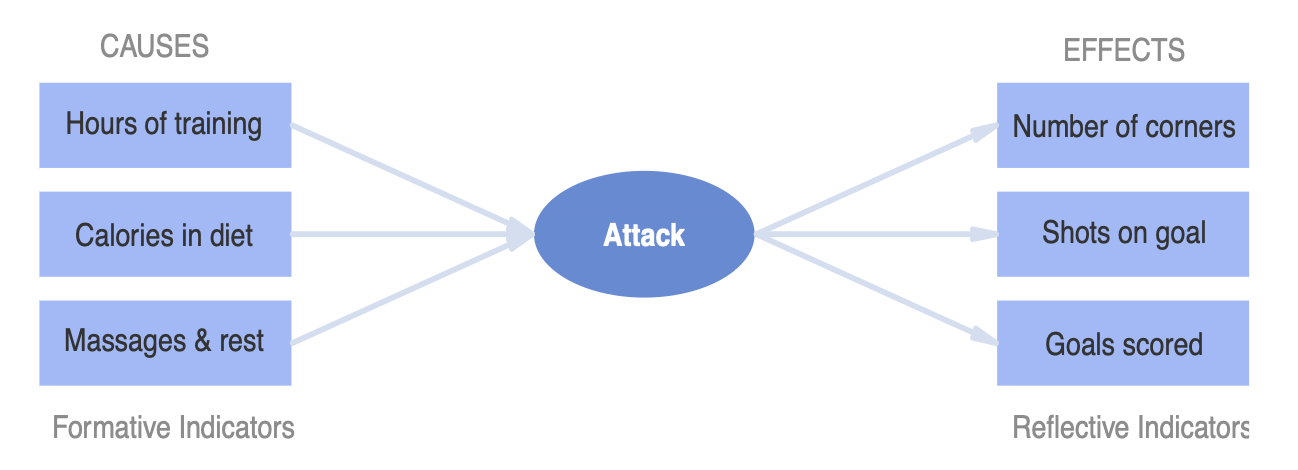 CAUSES
EFFECTS
Hours of training
Number of corners
Calories in diet
Attack
Shots on goal
Massages & rest
Goals scored
Formative Indicators
Reflective Indicators